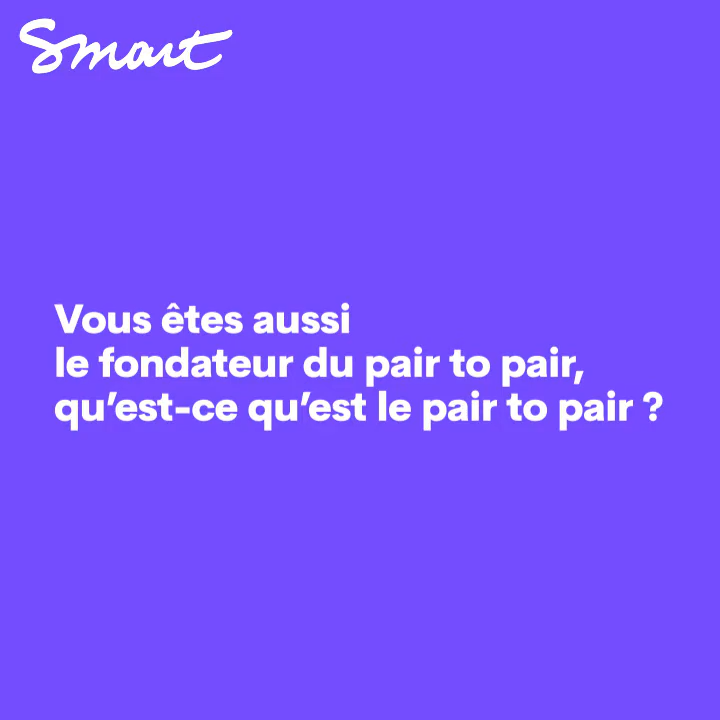 Smart
Vous êtes aussi
le fondateur du pair to pair,
qu’est-ce qu’est le pair to pair ?